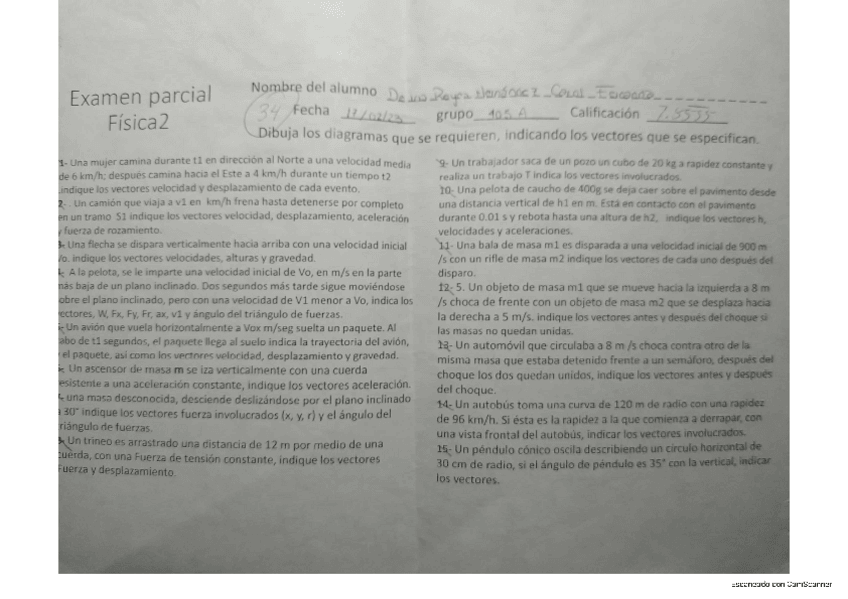 Examen parcial
Física2
Nombre del alumno
34 Fecha grupo 105 A Calificación 7.5555
Dibuja los diagramas que se requieren, indicando los vectores que se especifican.
1- Una mujer camina durante t1 en dirección al Norte a una velocidad media
de 6 km/h; después camina hacia el Este a 4 km/h durante un tiempo t2
indique los vectores velocidad y desplazamiento de cada evento.
2- . Un camión que viaja a v1 en km/h frena hasta detenerse por completo
en un tramo S1 indique los vectores velocidad, desplazamiento, aceleración
y fuerza de rozamiento.
Una flecha se dispara verticalmente hacia arriba con una velocidad inicial
Vo. indique los vectores velocidades, alturas y gravedad.
A la pelota, se le imparte una velocidad inicial de Vo, en m/s en la parte
más baja de un plano inclinado. Dos segundos más tarde sigue moviéndose
obre el plano inclinado, pero con una velocidad de V1 menor a Vo, indica los
ectores, W, Fx, Fy, Fr, ax, v1 y ángulo del triángulo de fuerzas.
Un avión que vuela horizontalmente a Vox m/seg suelta un paquete. Al
abo de t1 segundos, el paquete llega al suelo indica la trayectoria del avión,
el paquete, así como los vectores velocidad, desplazamiento y gravedad.
Un ascensor de masa m se iza verticalmente con una cuerda
esistente a una aceleración constante, indique los vectores aceleración.
una masa desconocida, desciende deslizándose por el plano inclinado
a 30° indique los vectores fuerza involucrados (x, y, r) y el ángulo del
riángulo de fuerzas.
Un trineo es arrastrado una distancia de 12 m por medio de una
cuerda, con una Fuerza de tensión constante, indique los vectores
Fuerza y desplazamiento.
9- Un trabajador saca de un pozo un cubo de 20 kg a rapidez constante y
realiza un trabajo T indica los vectores involucrados.
10- Una pelota de caucho de 400g se deja caer sobre el pavimento desde
una distancia vertical de h1 en m. Está en contacto con el pavimento
durante 0.01 s y rebota hasta una altura de h2, indique los vectores h,
velocidades y aceleraciones.
11- Una bala de masa m1 es disparada a una velocidad inicial de 900 m
/s con un rifle de masa m2 indique los vectores de cada uno después del
disparo.
12- 5. Un objeto de masa m1 que se mueve hacia la izquierda a 8 m
/s choca de frente con un objeto de masa m2 que se desplaza hacia
la derecha a 5 m/s. indique los vectores antes y después del choque si
las masas no quedan unidas.
13- Un automóvil que circulaba a 8 m /s choca contra otro de la
misma masa que estaba detenido frente a un semáforo, después del
choque los dos quedan unidos, indique los vectores antes y después
del choque.
14- Un autobús toma una curva de 120 m de radio con una rapidez
de 96 km/h. Si ésta es la rapidez a la que comienza a derrapar, con
una vista frontal del autobús, indicar los vectores involucrados.
15- Un péndulo cónico oscila describiendo un círculo horizontal de
30 cm de radio, si el ángulo de péndulo es 35° con la vertical, indicar
los vectores.
Escaneado con CamScanner